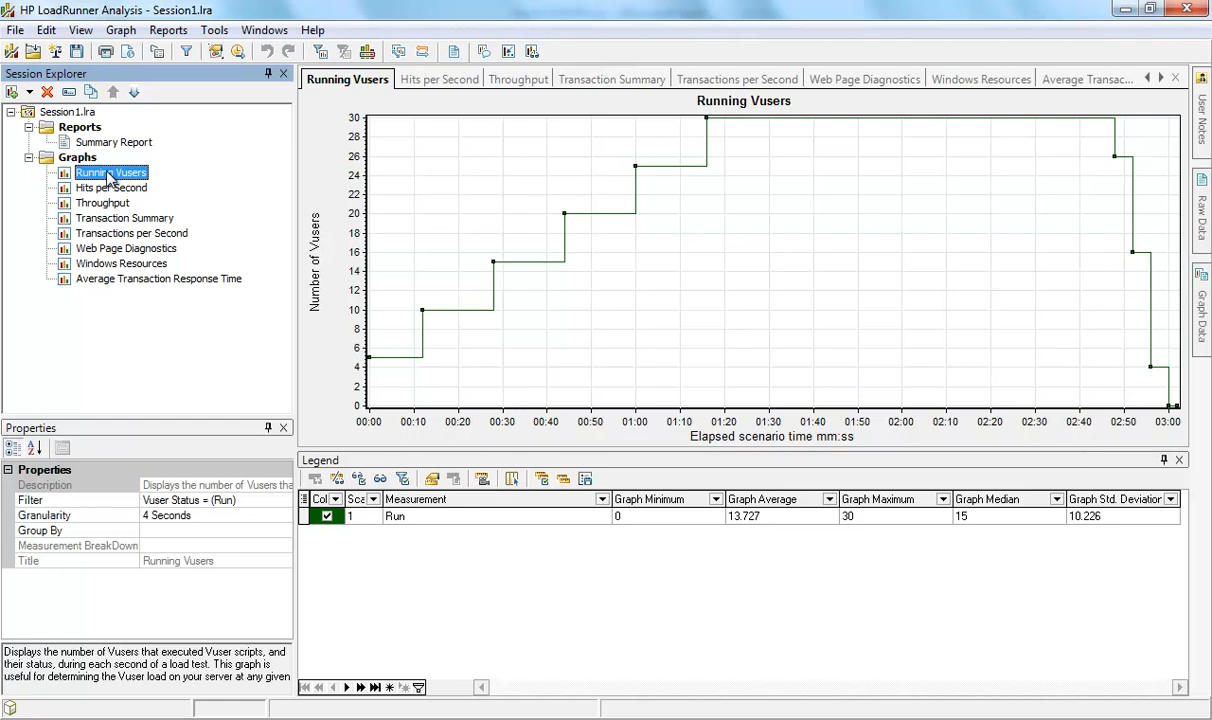 HP LoadRunner Analysis - Session1.lra
File Edit View Graph Reports Tools Windows Help
Session Explorer
Session1.lra
Reports
Summary Report
Graphs
Running Vusers
Hits per Second
Throughput
Transaction Summary
Transactions per Second
Web Page Diagnostics
Windows Resources
Average Transaction Response Time
Properties
Properties
Description Displays the number of Vusers tha
Filter Vuser Status = (Run)
Granularity 4 Seconds
Group By
Measurement BreakDown
Title Running Vusers
Displays the number of Vusers that executed Vuser scripts, and
their status, during each second of a load test. This graph is
useful for determining the Vuser load on your server at any given
Running Vusers Hits per Second Throughput Transaction Summary Transactions per Second Web Page Diagnostics Windows Resources Average Transac...
Running Vusers
Number of Vusers
30
28
26
24
22
20
18
16
14
12
10
8
6
4
2
0
00:00 00:10 00:20 00:30 00:40 00:50 01:00 01:10 01:20 01:30 01:40 01:50 02:00 02:10 02:20 02:30 02:40 02:50 03:00
Elapsed scenario time mm:ss
Legend
Col Sca Measurement Graph Minimum Graph Average Graph Maximum Graph Median Graph Std. Deviation
1 Run 0 13.727 30 15 10.226
User Notes
Raw Data
Graph Data